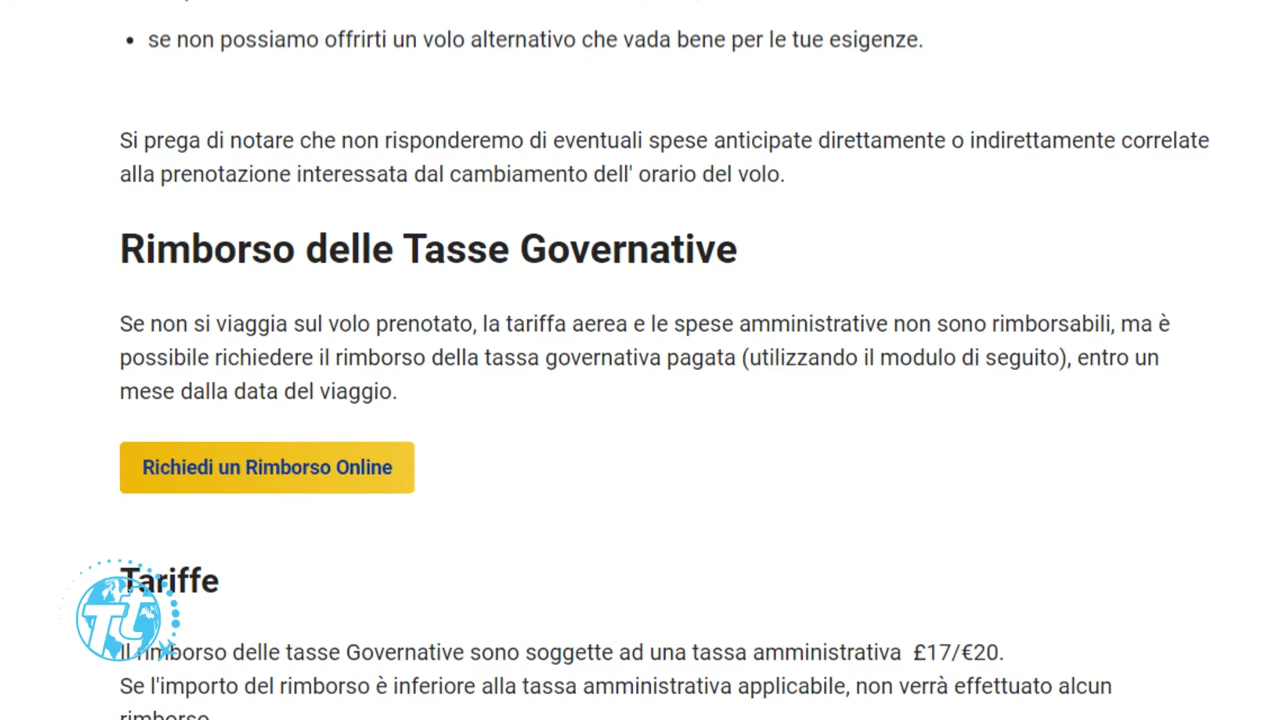 se non possiamo offrirti un volo alternativo che vada bene per le tue esigenze.
Si prega di notare che non risponderemo di eventuali spese anticipate direttamente o indirettamente correlate
alla prenotazione interessata dal cambiamento dell' orario del volo.
Rimborso delle Tasse Governative
Se non si viaggia sul volo prenotato, la tariffa aerea e le spese amministrative non sono rimborsabili, ma è
possibile richiedere il rimborso della tassa governativa pagata (utilizzando il modulo di seguito), entro un
mese dalla data del viaggio.
Richiedi un Rimborso Online
Tariffe
TT
Il rimborso delle tasse Governative sono soggette ad una tassa amministrativa £17/€20.
Se l'importo del rimborso è inferiore alla tassa amministrativa applicabile, non verrà effettuato alcun
rimborso